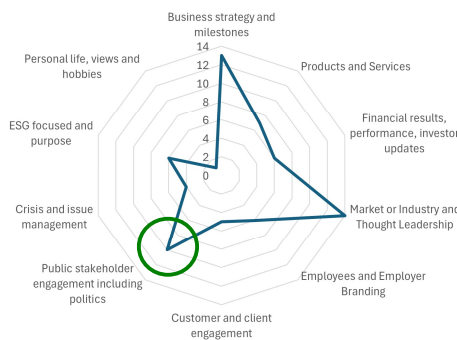 Business strategy and
milestones
Products and Services
Financial results,
performance, investor
updates
Market or Industry and
Thought Leadership
Employees and Employer
Branding
Customer and client
engagement
Public stakeholder
engagement including
politics
Crisis and issue
management
ESG focused and
purpose
Personal life, views and
hobbies
14
12
10
8
6
4
2
0